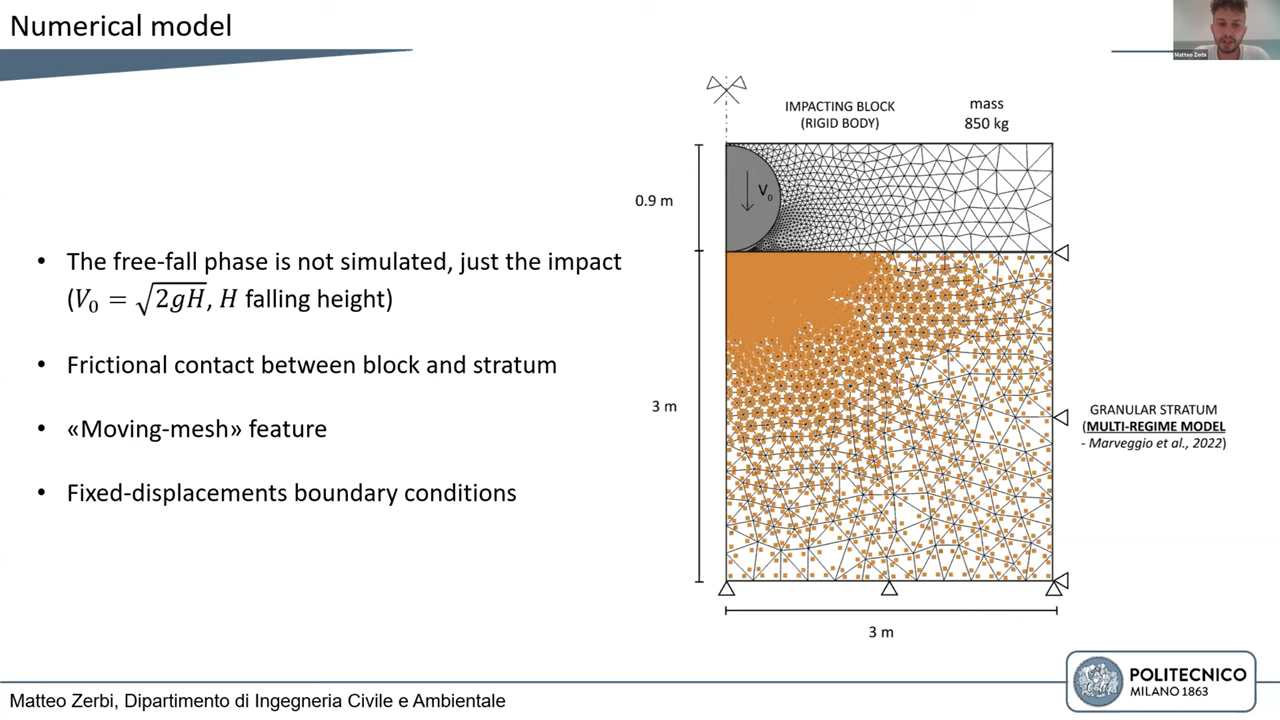 Numerical model
Matteo Zerbi
IMPACTING BLOCK
(RIGID BODY)
mass
850 kg
0.9 m
V₀
• The free-fall phase is not simulated, just the impact
(V₀ = √2gH, H falling height)
• Frictional contact between block and stratum
• «Moving-mesh» feature
• Fixed-displacements boundary conditions
3 m
GRANULAR STRATUM
(MULTI-REGIME MODEL
- Marveggio et al., 2022)
3 m
Matteo Zerbi, Dipartimento di Ingegneria Civile e Ambientale
POLITECNICO
MILANO 1863